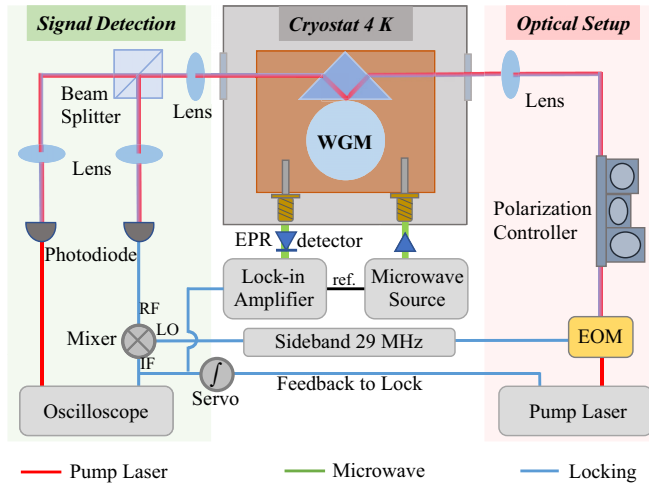 Signal Detection
Cryostat 4 K
Optical Setup
Beam
Splitter
Lens
Lens
WGM
Lens
Polarization
Controller
Photodiode
EPR
detector
Lock-in
Amplifier
ref.
Microwave
Source
RF
Mixer
LO
IF
Sideband 29 MHz
EOM
∫
Servo
Feedback to Lock
Oscilloscope
Pump Laser
Pump Laser
Microwave
Locking